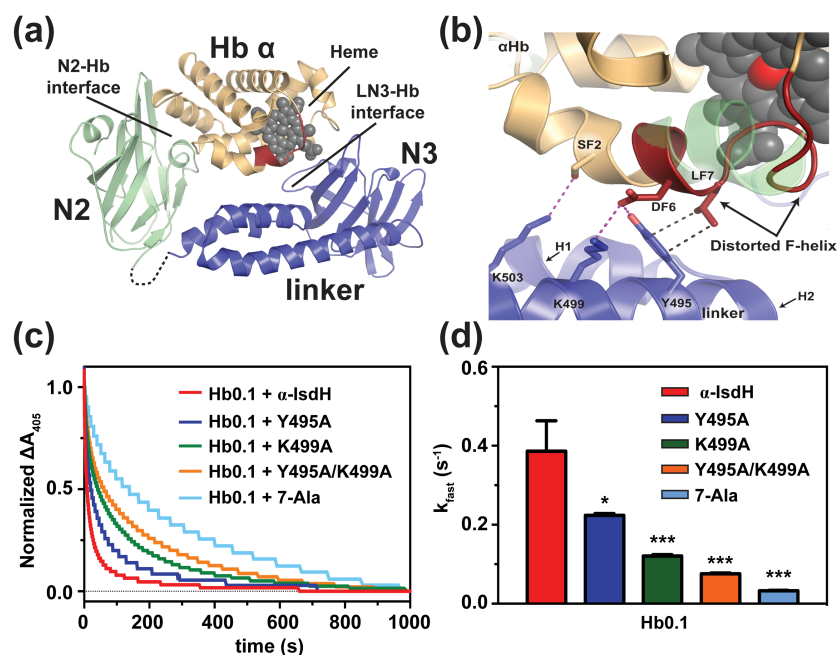 (a)
Hb α
Heme
N2-Hb
interface
LN3-Hb
interface
N3
N2
linker
(b)
αHb
SF2
LF7
DF6
Distorted F-helix
H1
K503
K499
Y495
linker
H2
(c)
Normalized ΔA405
1.0
0.5
0.0
Hb0.1 + α-IsdH
Hb0.1 + Y495A
Hb0.1 + K499A
Hb0.1 + Y495A/K499A
Hb0.1 + 7-Ala
0 200 400 600 800 1000
time (s)
(d)
kfast (s-1)
0.6
0.4
0.2
0.0
α-IsdH
Y495A
K499A
Y495A/K499A
7-Ala
*
***
***
***
Hb0.1